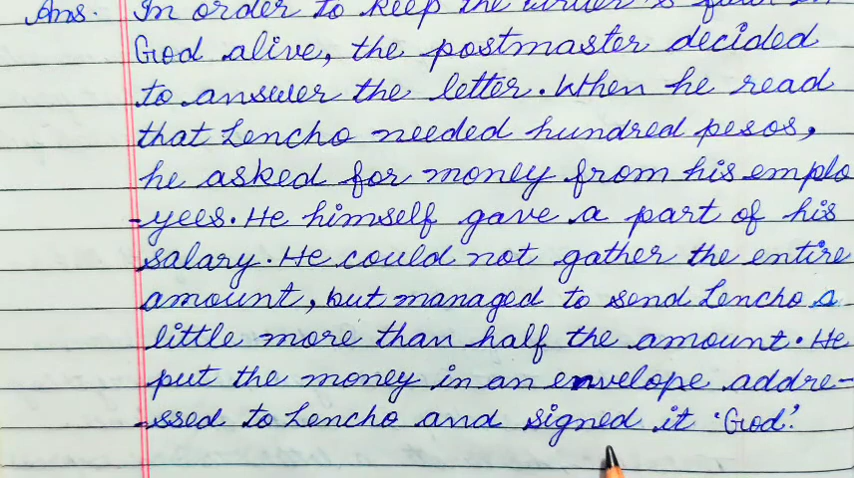 Ans. In order to keep the writer's faith in
God alive, the postmaster decided
to answer the letter. When he read
that Lencho needed hundred pesos,
he asked for money from his emplo
-yees. He himself gave a part of his
salary. He could not gather the entire
amount, but managed to send Lencho a
little more than half the amount. He
put the money in an envelope addre-
-ssed to Lencho and signed it 'God'.